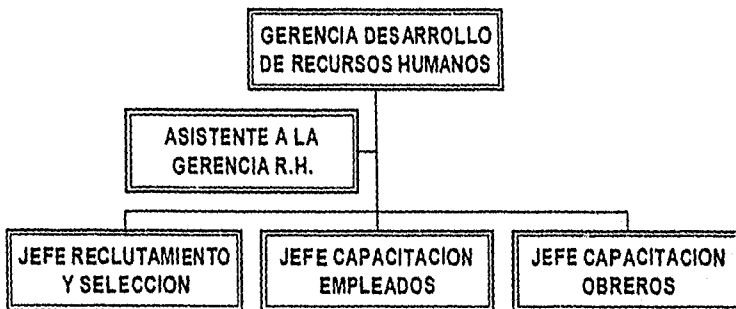 GERENCIA DESARROLLO
DE RECURSOS HUMANOS
ASISTENTE A LA
GERENCIA R.H.
JEFE RECLUTAMIENTO
Y SELECCION
JEFE CAPACITACION
EMPLEADOS
JEFE CAPACITACION
OBREROS